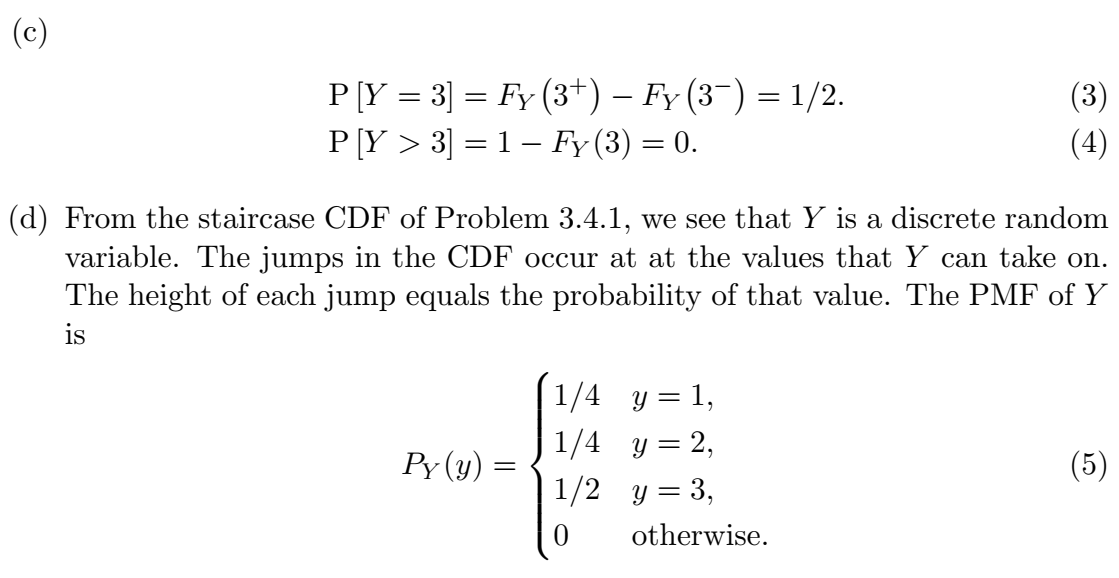 (c)
P [Y = 3] = F_Y(3⁺) − F_Y(3⁻) = 1/2. (3)
P [Y > 3] = 1 − F_Y(3) = 0. (4)
(d) From the staircase CDF of Problem 3.4.1, we see that Y is a discrete random
variable. The jumps in the CDF occur at at the values that Y can take on.
The height of each jump equals the probability of that value. The PMF of Y
is
1/4 y = 1,
1/4 y = 2,
P_Y(y) = { (5)
1/2 y = 3,
0 otherwise.